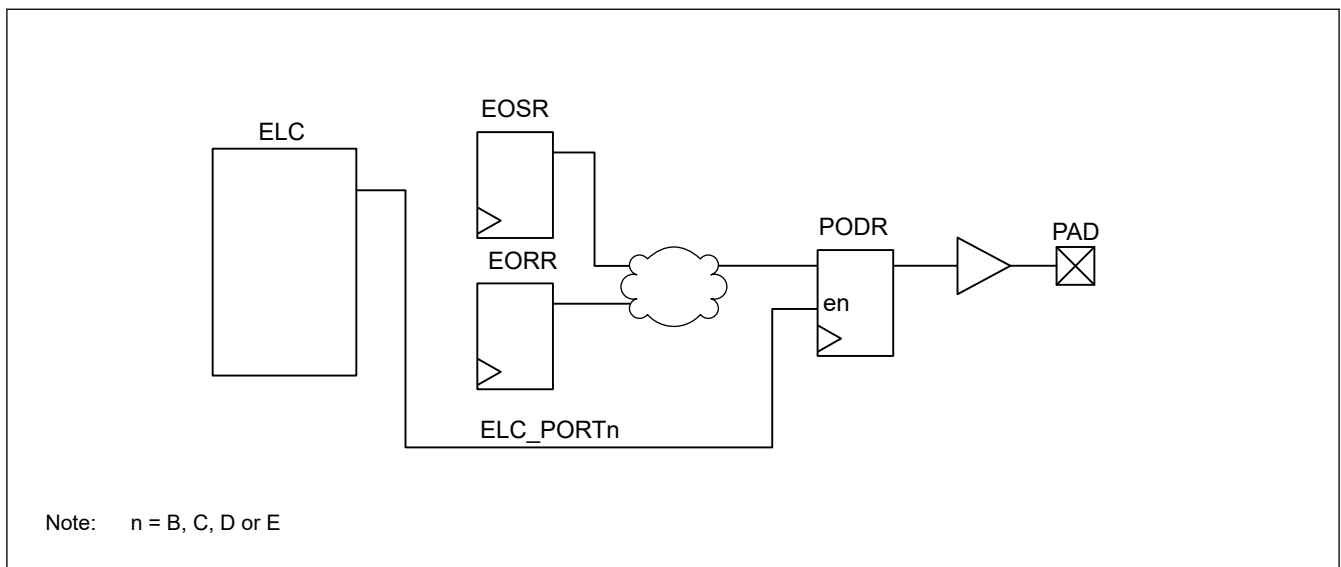 EOSR
ELC
EORR
PODR
PAD
en
ELC_PORTn
Note: n = B, C, D or E